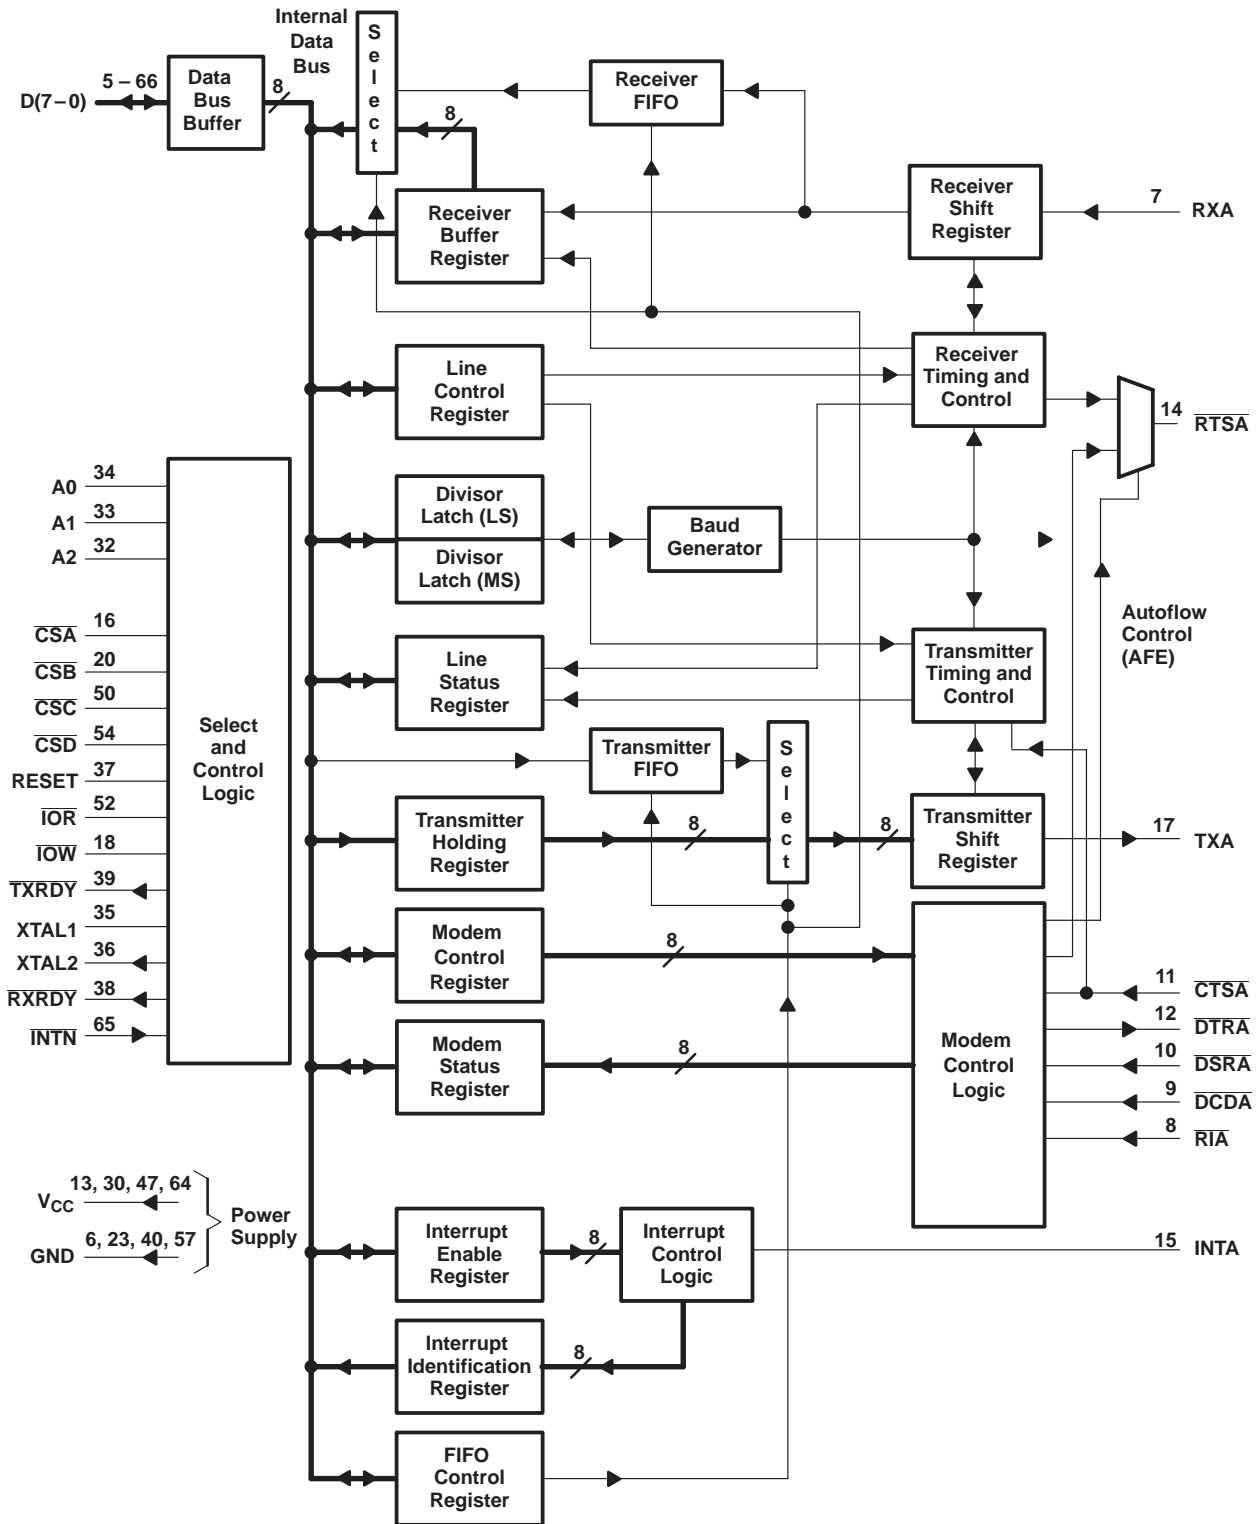 Internal
Data
Bus
S
e
l
e
c
t
5 – 66
D(7–0)
Data
Bus
Buffer
8
Receiver
FIFO
8
Receiver
Buffer
Register
Receiver
Shift
Register
7
RXA
Line
Control
Register
Receiver
Timing and
Control
14
RTSA
Divisor
Latch (LS)
Divisor
Latch (MS)
Baud
Generator
Autoflow
Control
(AFE)
Line
Status
Register
Transmitter
Timing and
Control
A0
34
A1
33
A2
32
CSA
16
CSB
20
CSC
50
CSD
54
RESET
37
IOR
52
IOW
18
TXRDY
39
XTAL1
35
XTAL2
36
RXRDY
38
INTN
65
Select
and
Control
Logic
Transmitter
FIFO
S
e
l
e
c
t
Transmitter
Holding
Register
8
8
Transmitter
Shift
Register
17
TXA
Modem
Control
Register
8
Modem
Status
Register
8
Modem
Control
Logic
11
CTSA
12
DTRA
10
DSRA
9
DCDA
8
RIA
13, 30, 47, 64
VCC
6, 23, 40, 57
GND
Power
Supply
Interrupt
Enable
Register
8
Interrupt
Control
Logic
15
INTA
Interrupt
Identification
Register
8
FIFO
Control
Register